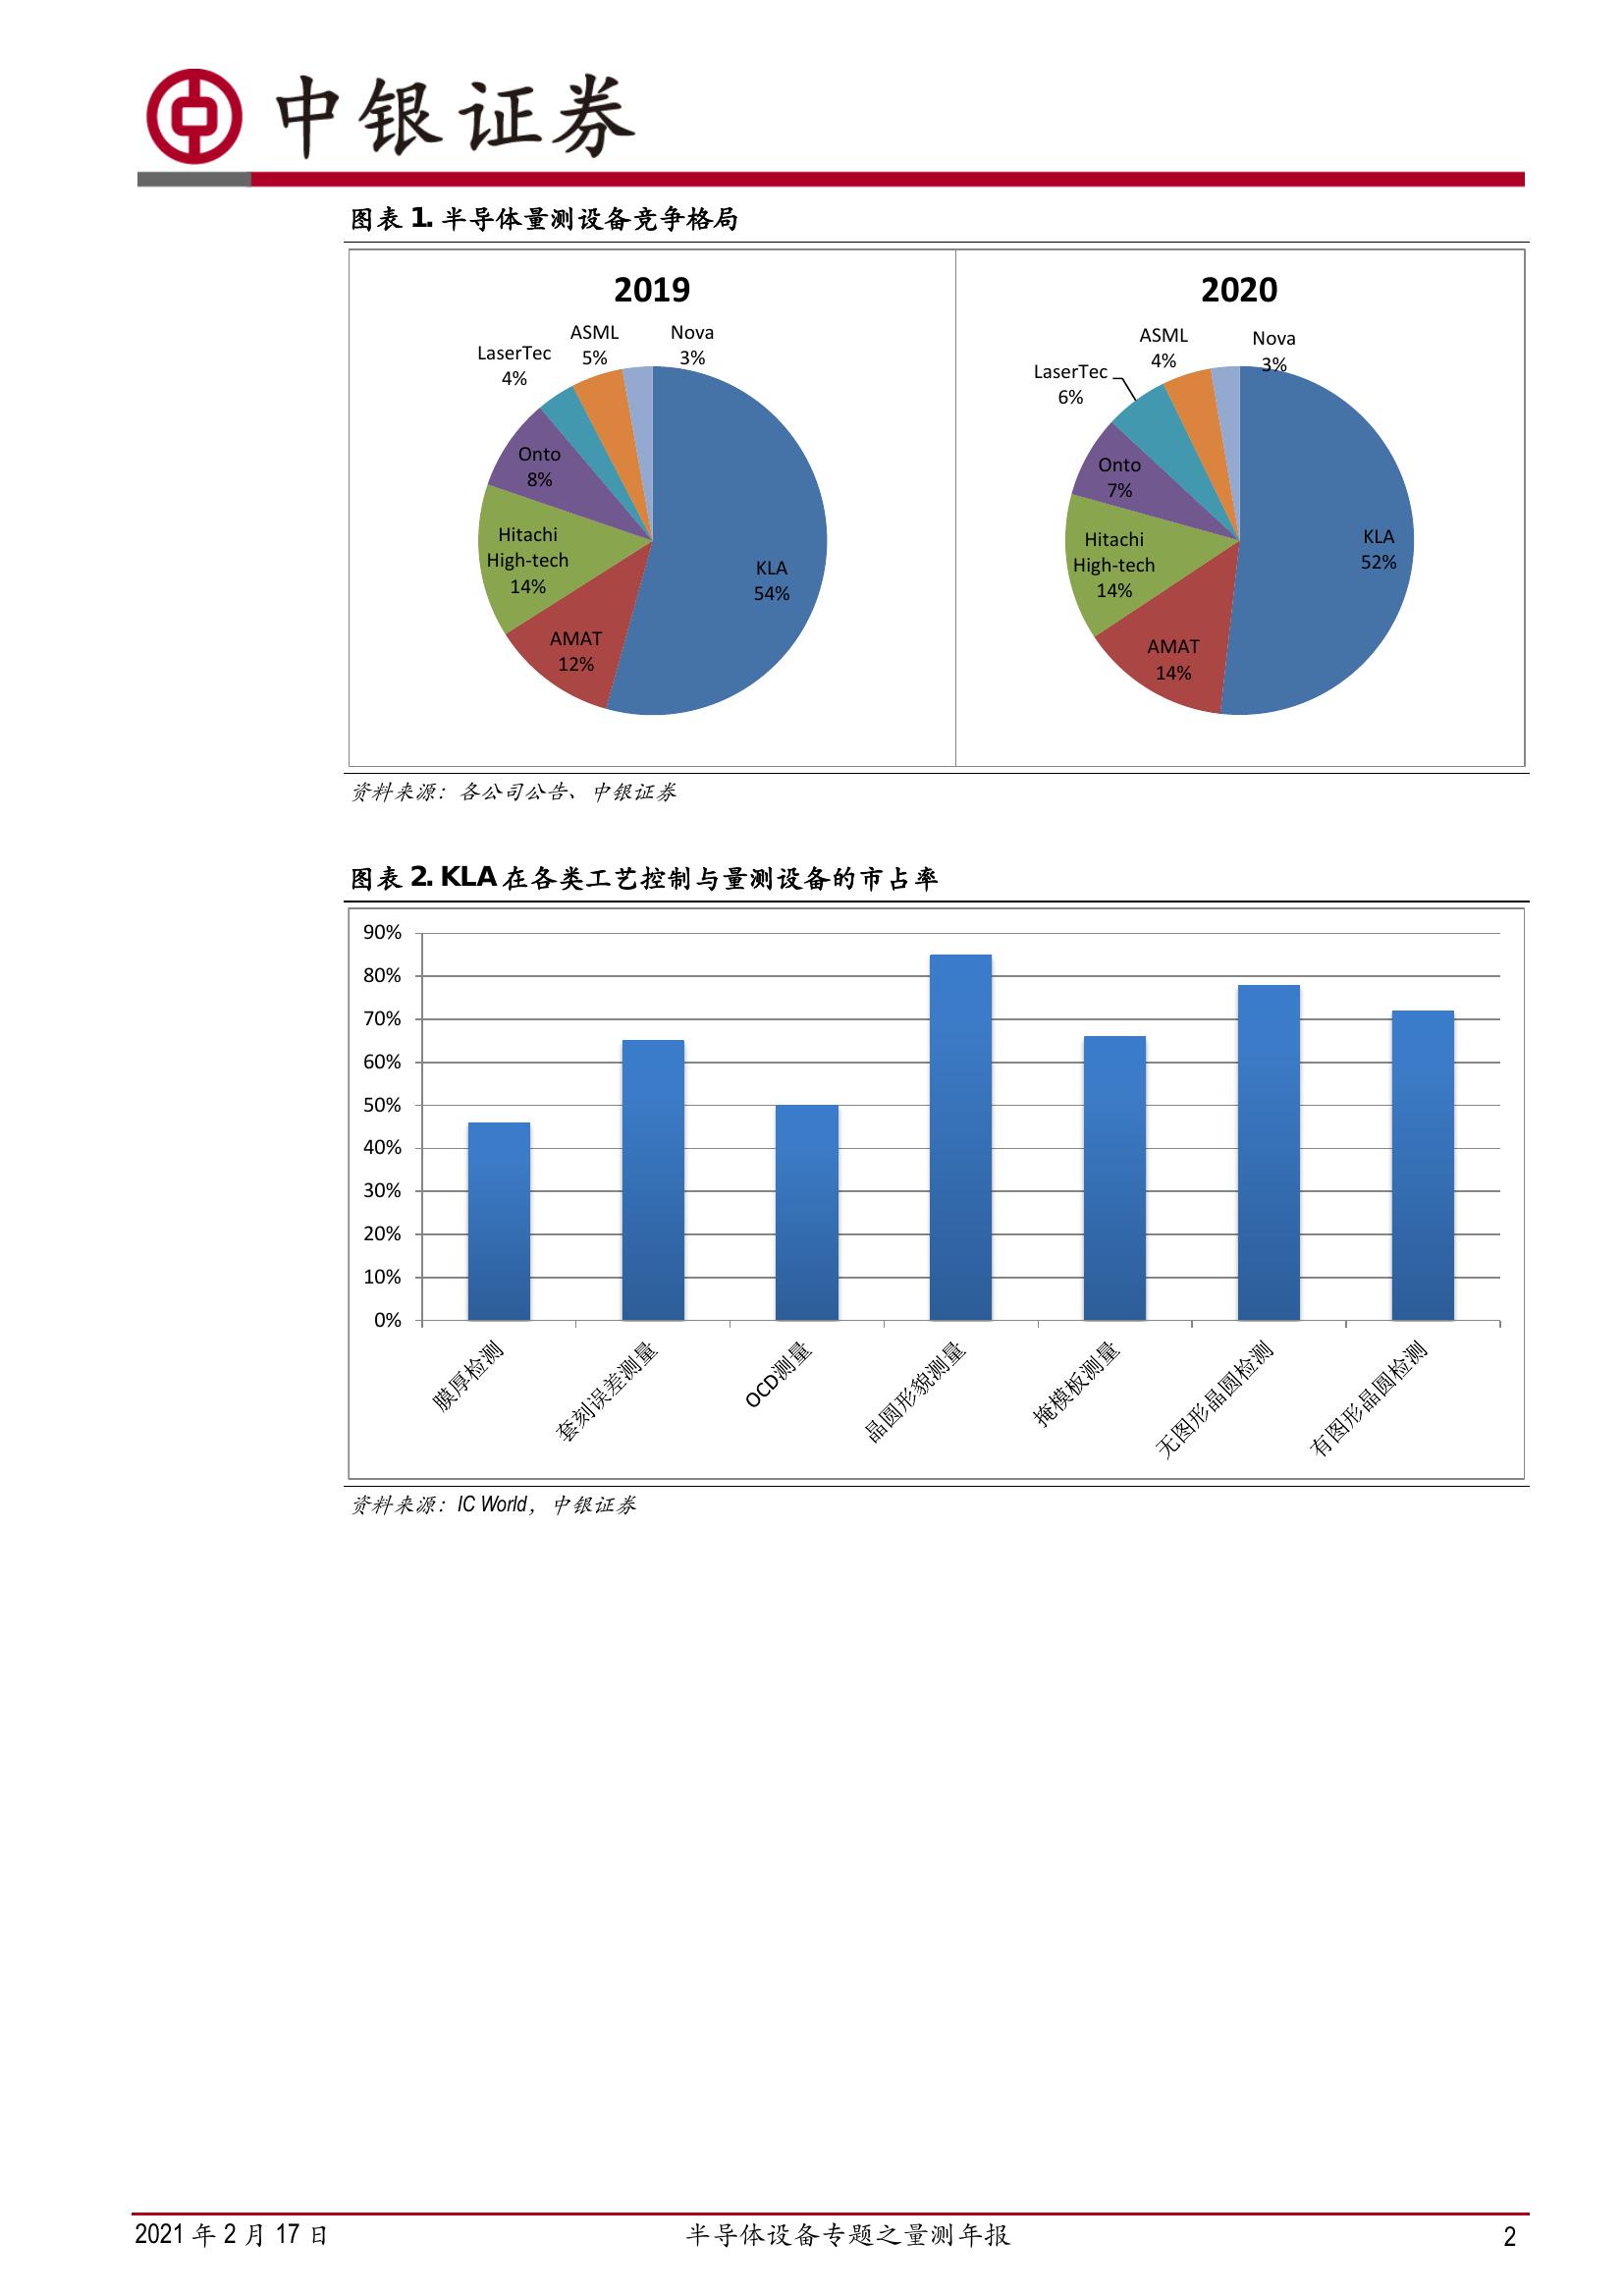 中银证券
图表 1. 半导体量测设备竞争格局
2019
ASML
5%
Nova
3%
LaserTec
4%
Onto
8%
Hitachi
High-tech
14%
AMAT
12%
KLA
54%
2020
ASML
4%
Nova
3%
LaserTec
6%
Onto
7%
Hitachi
High-tech
14%
AMAT
14%
KLA
52%
资料来源：各公司公告、中银证券
图表 2. KLA 在各类工艺控制与量测设备的市占率
90%
80%
70%
60%
50%
40%
30%
20%
10%
0%
膜厚检测
套刻误差测量
OCD测量
晶圆形貌测量
掩模板测量
无图形晶圆检测
有图形晶圆检测
资料来源：IC World，中银证券
2021 年 2 月 17 日
半导体设备专题之量测年报
2